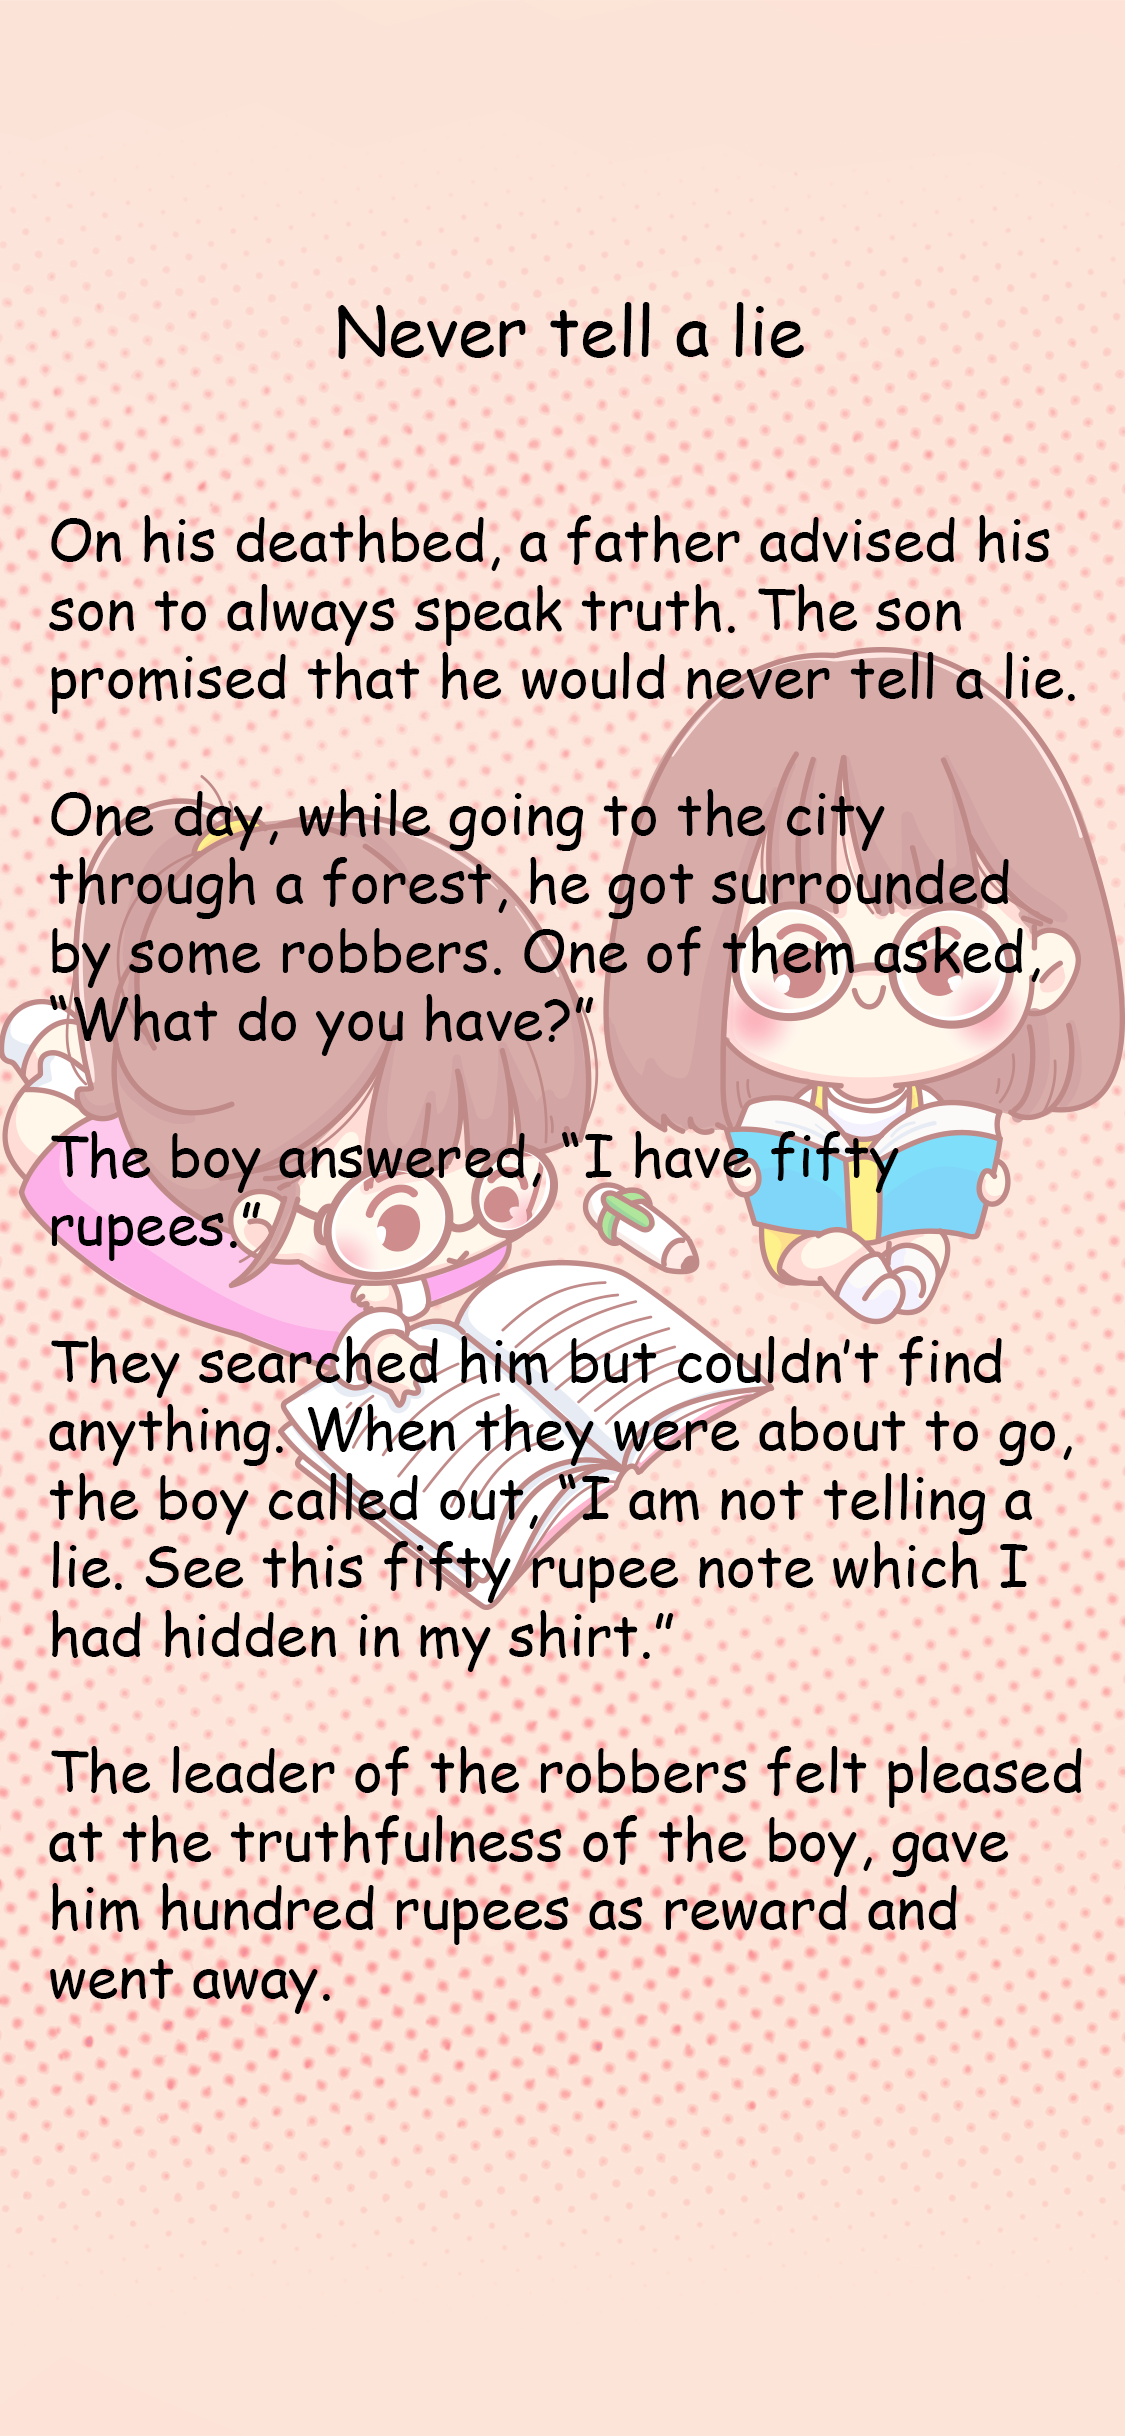 Never tell a lie
On his deathbed, a father advised his
son to always speak truth. The son
promised that he would never tell a lie.
One day, while going to the city
through a forest, he got surrounded
by some robbers. One of them asked,
“What do you have?”
The boy answered, “I have fifty
rupees.”
They searched him but couldn’t find
anything. When they were about to go,
the boy called out, “I am not telling a
lie. See this fifty rupee note which I
had hidden in my shirt.”
The leader of the robbers felt pleased
at the truthfulness of the boy, gave
him hundred rupees as reward and
went away.